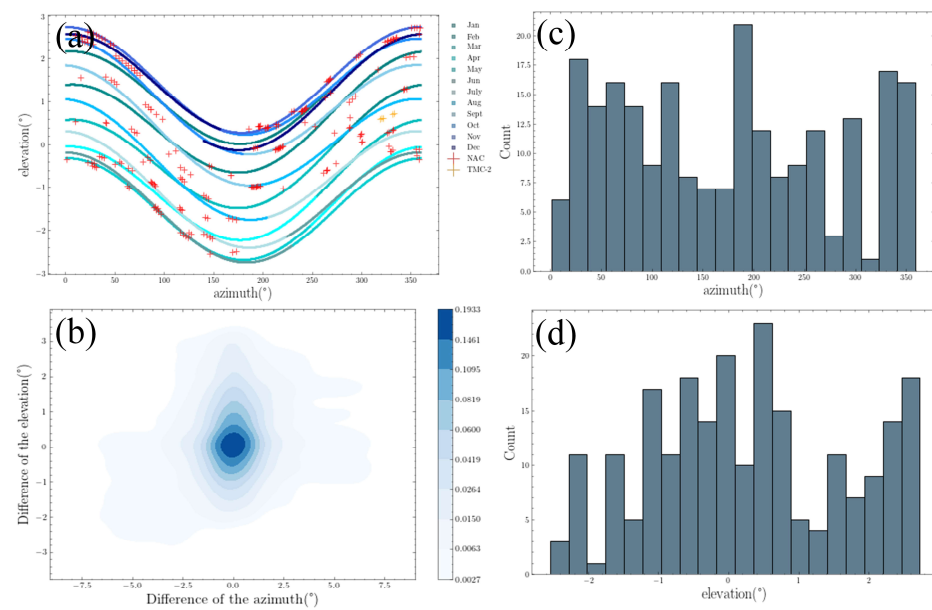 (a)
3
2
1
0
−1
−2
−3
elevation(°)
0
50
100
150
200
250
300
350
azimuth(°)
Jan
Feb
Mar
Apr
May
Jun
July
Aug
Sept
Oct
Nov
Dec
NAC
TMC-2
(c)
20.0
17.5
15.0
12.5
10.0
7.5
5.0
2.5
0.0
Count
0
50
100
150
200
250
300
350
azimuth(°)
(b)
3
2
1
0
−1
−2
−3
Difference of the elevation(°)
−7.5
−5.0
−2.5
0.0
2.5
5.0
7.5
Difference of the azimuth(°)
0.1933
0.1461
0.1095
0.0819
0.0600
0.0419
0.0264
0.0150
0.0063
0.0027
(d)
20
15
10
5
0
Count
−2
−1
0
1
2
elevation(°)